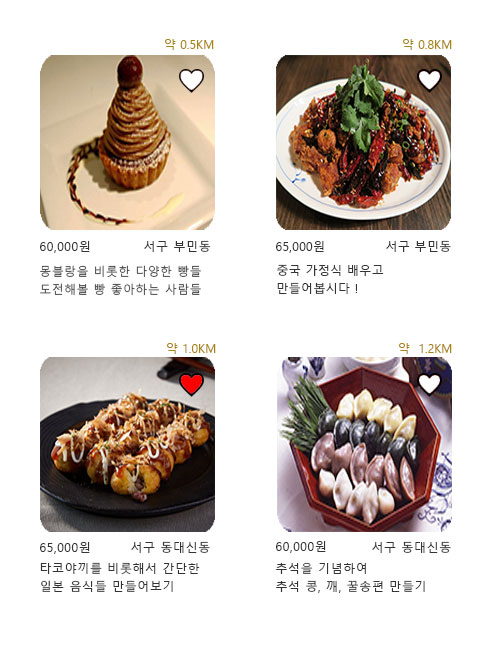 약 0.5KM
약 0.8KM
60,000원 서구 부민동
몽블랑을 비롯한 다양한 빵들
도전해볼 빵 좋아하는 사람들
65,000원 서구 부민동
중국 가정식 배우고
만들어봅시다 !
약 1.0KM
약 1.2KM
65,000원 서구 동대신동
타코야끼를 비롯해서 간단한
일본 음식들 만들어보기
60,000원 서구 동대신동
추석을 기념하여
추석 콩, 깨, 꿀송편 만들기